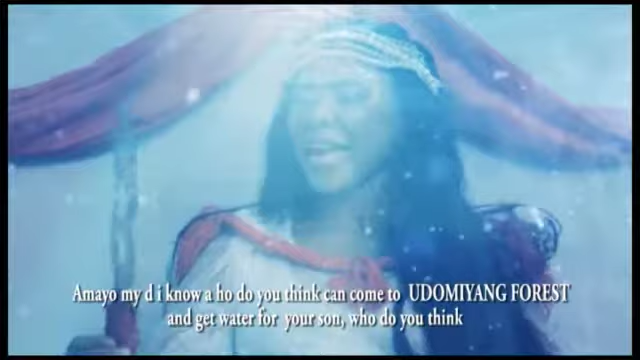 Amayo my d i know a ho do you think can come to UDOMIYANG FOREST
and get water for your son, who do you think